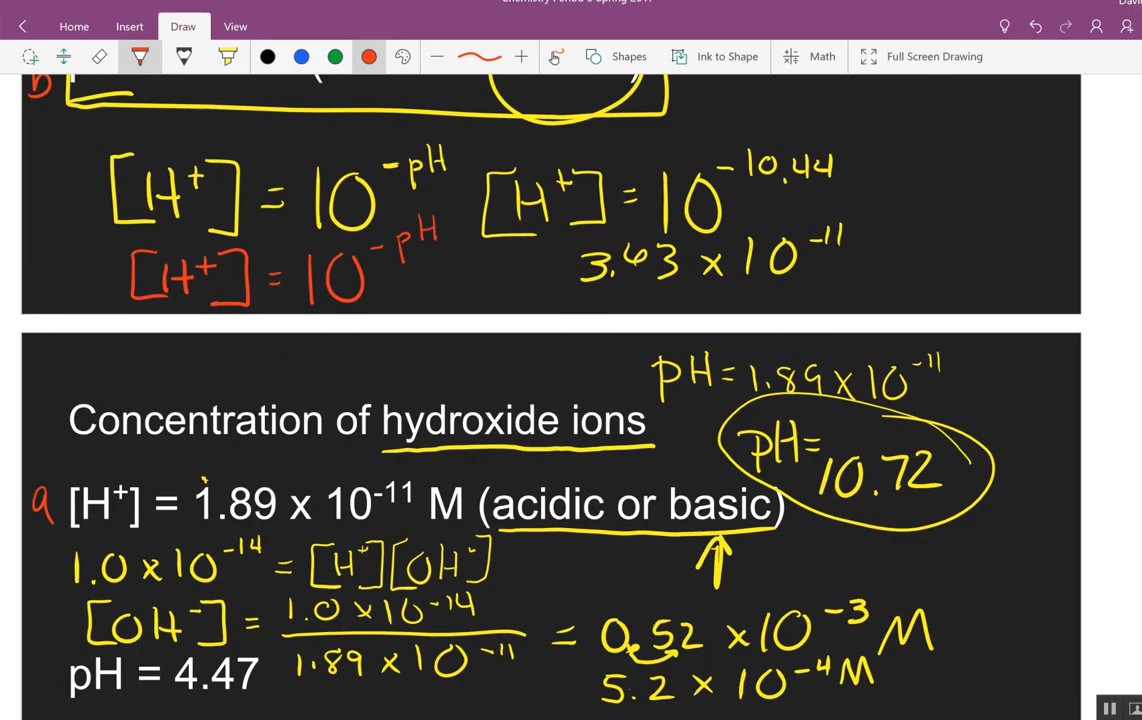 Home Insert Draw View
Shapes Ink to Shape Math Full Screen Drawing
b
[H+] = 10^-pH
[H+] = 10^-10.44
[H+] = 10^-pH
3.63 x 10^-11
pH = 1.89 x 10^-11
Concentration of hydroxide ions
pH = 10.72
a [H+] = 1.89 x 10^-11 M (acidic or basic)
1.0 x 10^-14 = [H+][OH-]
[OH-] = 1.0 x 10^-14 / 1.89 x 10^-11 = 0.52 x 10^-3 M
pH = 4.47
5.2 x 10^-4 M